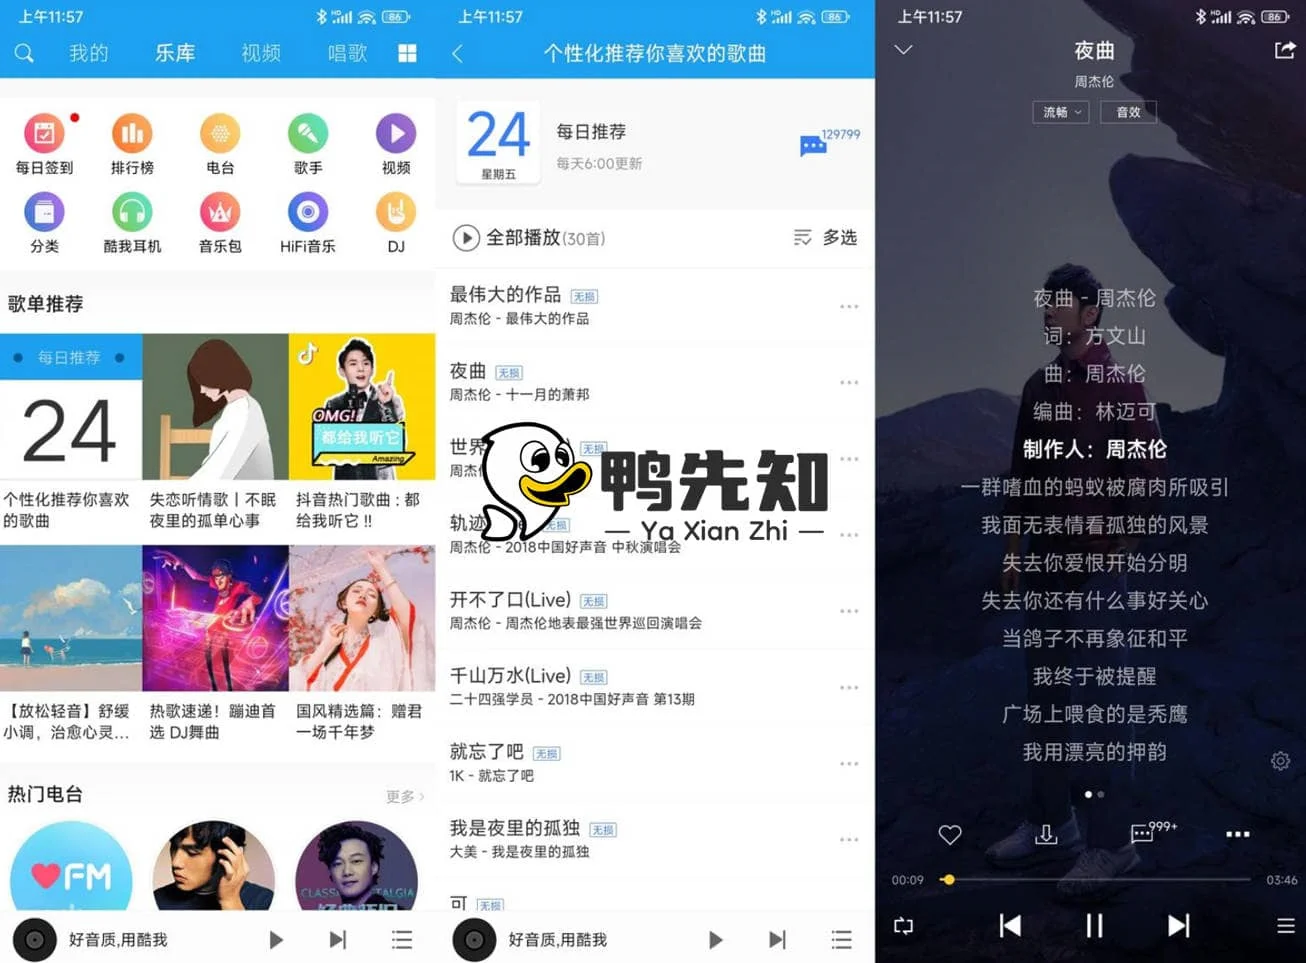 上午11:57
86
我的
乐库
视频
唱歌
每日签到
排行榜
电台
歌手
视频
分类
酷我耳机
音乐包
HiFi音乐
DJ
歌单推荐
每日推荐
24
OMG!
都给我听它
Amazing
个性化推荐你喜欢
的歌曲
失恋听情歌丨不眠
夜里的孤单心事
抖音热门歌曲：都
给我听它 !!
【放松轻音】舒缓
小调，治愈心灵...
热歌速递！蹦迪首
选 DJ舞曲
国风精选篇：赠君
一场千年梦
热门电台
更多
FM
好音质,用酷我
上午11:57
86
个性化推荐你喜欢的歌曲
24
星期五
每日推荐
每天6:00更新
129799
全部播放(30首)
多选
最伟大的作品 无损
周杰伦 - 最伟大的作品
夜曲 无损
周杰伦 - 十一月的萧邦
世界
无损
周杰
轨迹
无损
周杰伦 - 2018中国好声音 中秋演唱会
开不了口(Live) 无损
周杰伦 - 周杰伦地表最强世界巡回演唱会
千山万水(Live) 无损
二十四强学员 - 2018中国好声音 第13期
就忘了吧 无损
1K - 就忘了吧
我是夜里的孤独 无损
大美 - 我是夜里的孤独
可 无损
好音质,用酷我
鸭先知
Ya Xian Zhi
上午11:57
86
夜曲
周杰伦
流畅
音效
夜曲 - 周杰伦
词：方文山
曲：周杰伦
编曲：林迈可
制作人：周杰伦
一群嗜血的蚂蚁被腐肉所吸引
我面无表情看孤独的风景
失去你爱恨开始分明
失去你还有什么事好关心
当鸽子不再象征和平
我终于被提醒
广场上喂食的是秃鹰
我用漂亮的押韵
999+
00:09
03:46